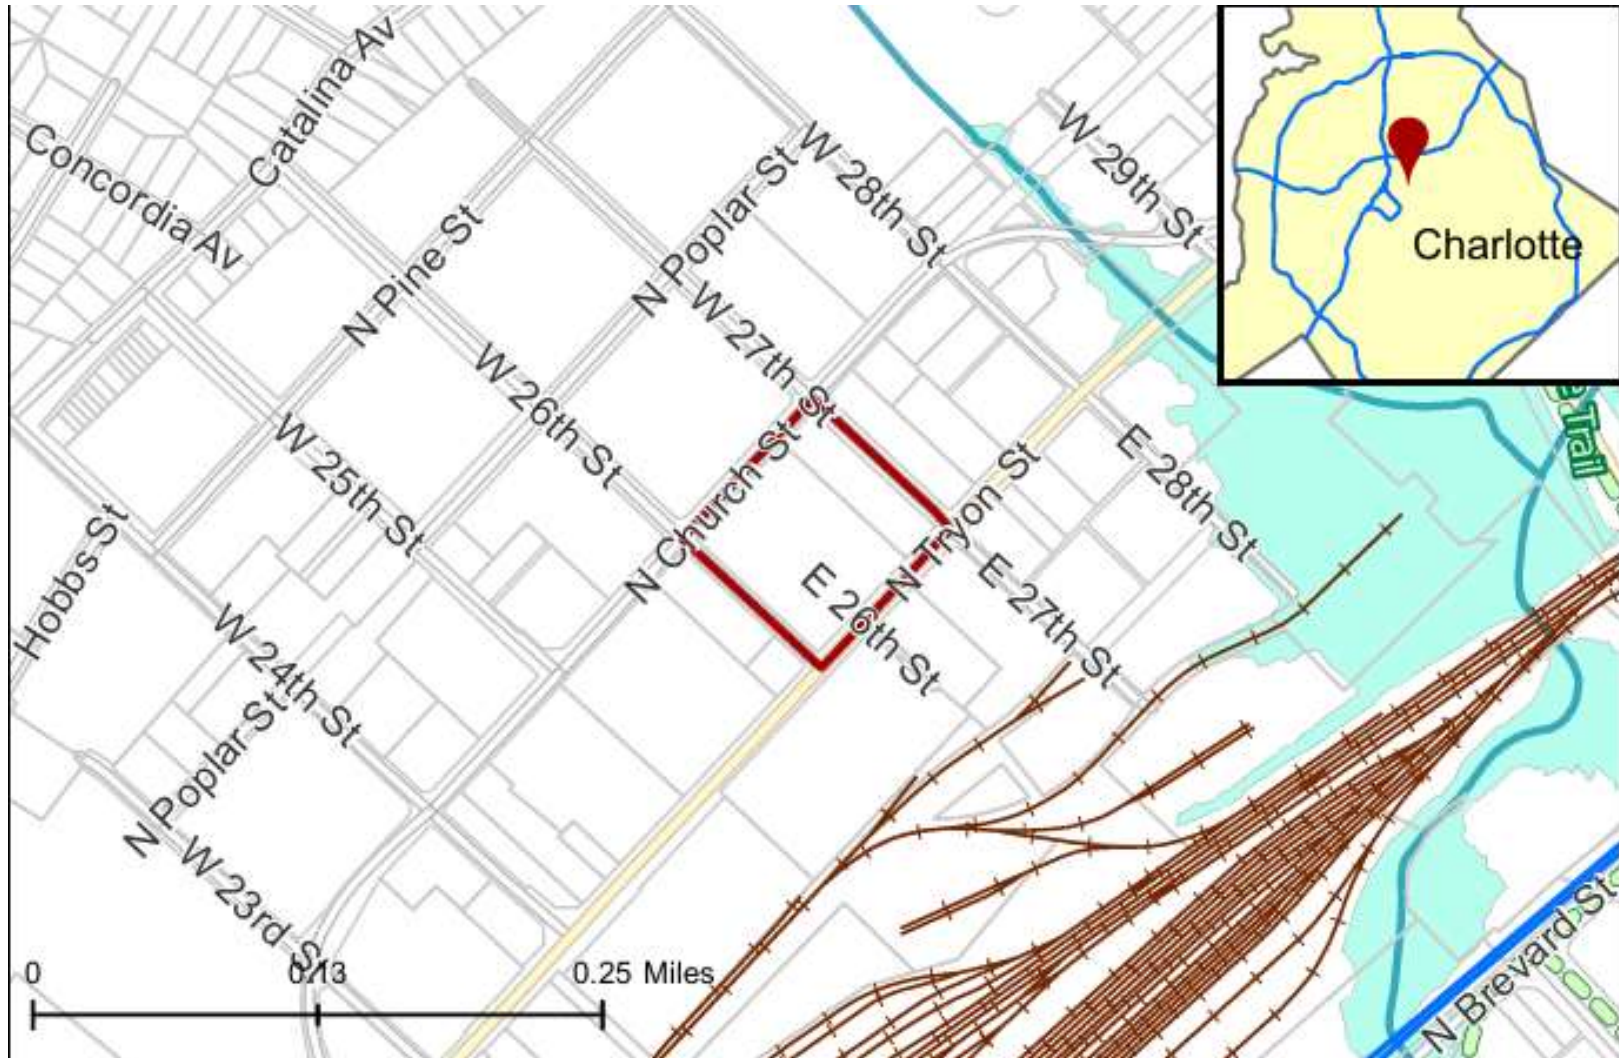 Catalina Av
Concordia Av
N Pine St
N Poplar St
W 28th St
W 29th St
Charlotte
W 27th St
W 26th St
W 25th St
N Church St
N Tryon St
E 28th St
e Trail
E 26th St
E 27th St
Hobbs St
W 24th St
N Poplar St
W 23rd St
N Brevard St
0 0.13 0.25 Miles